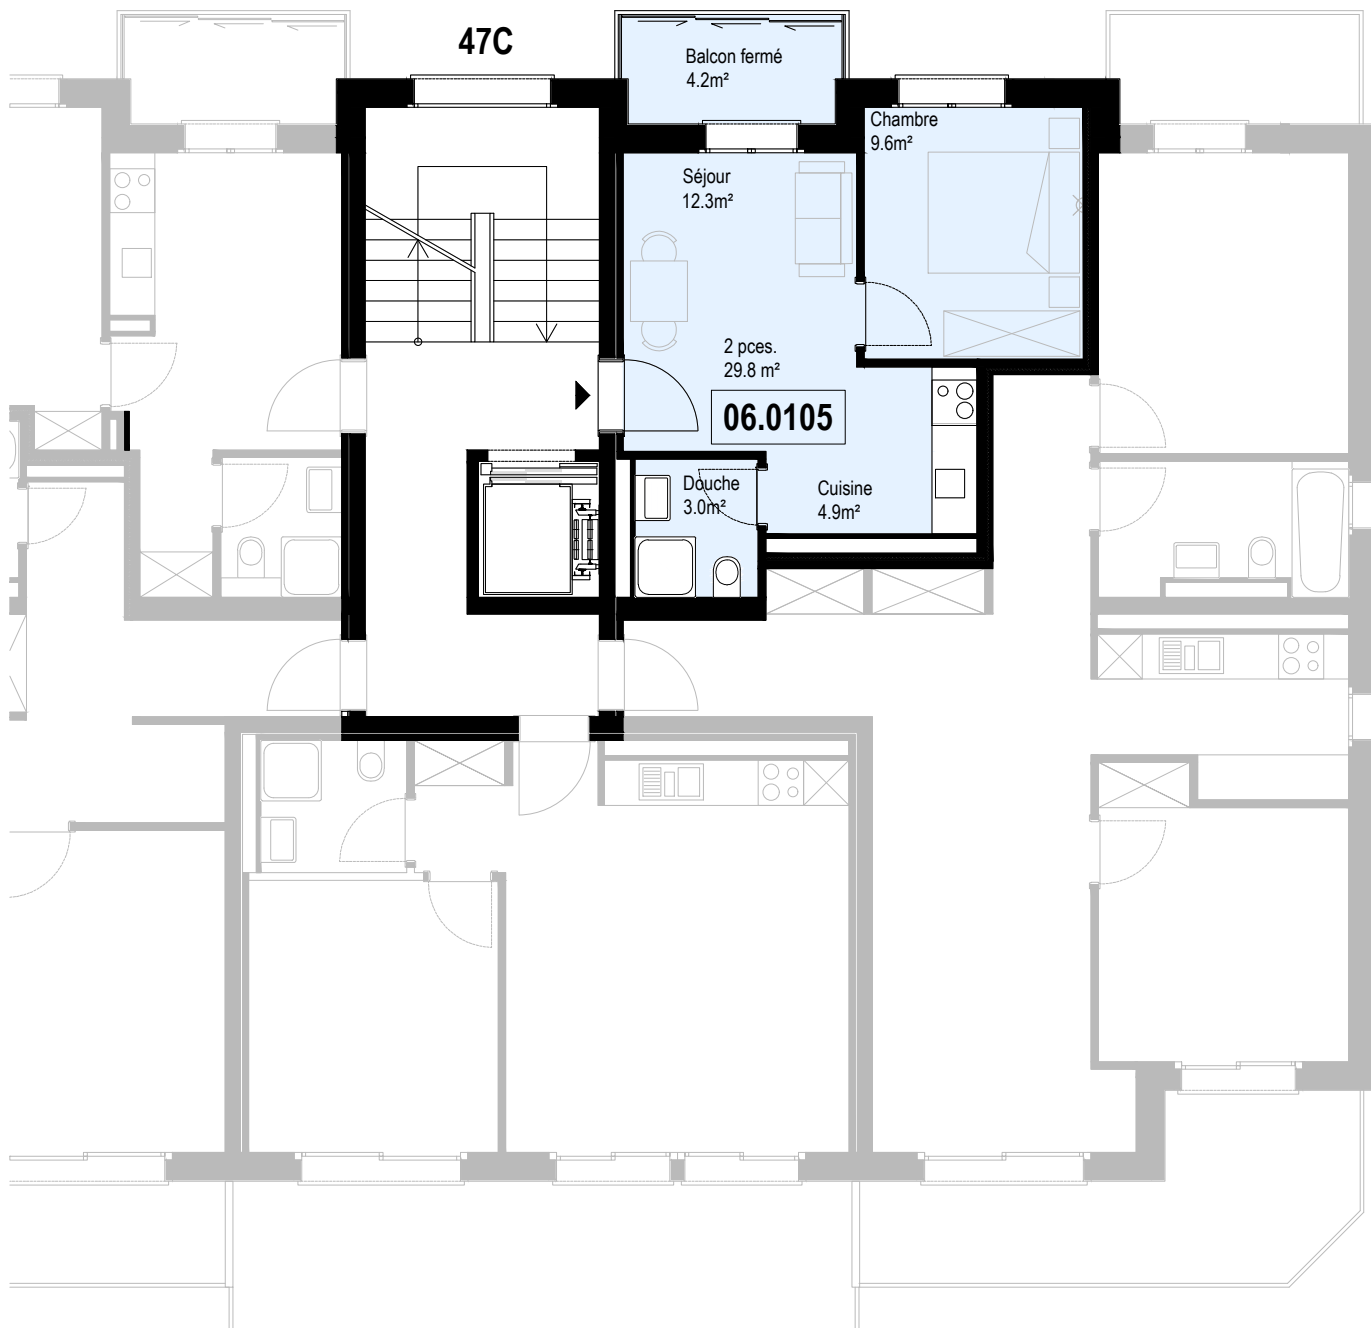 47C
Balcon fermé
4.2m²
Chambre
9.6m²
Séjour
12.3m²
2 pces.
29.8 m²
06.0105
Douche
3.0m²
Cuisine
4.9m²